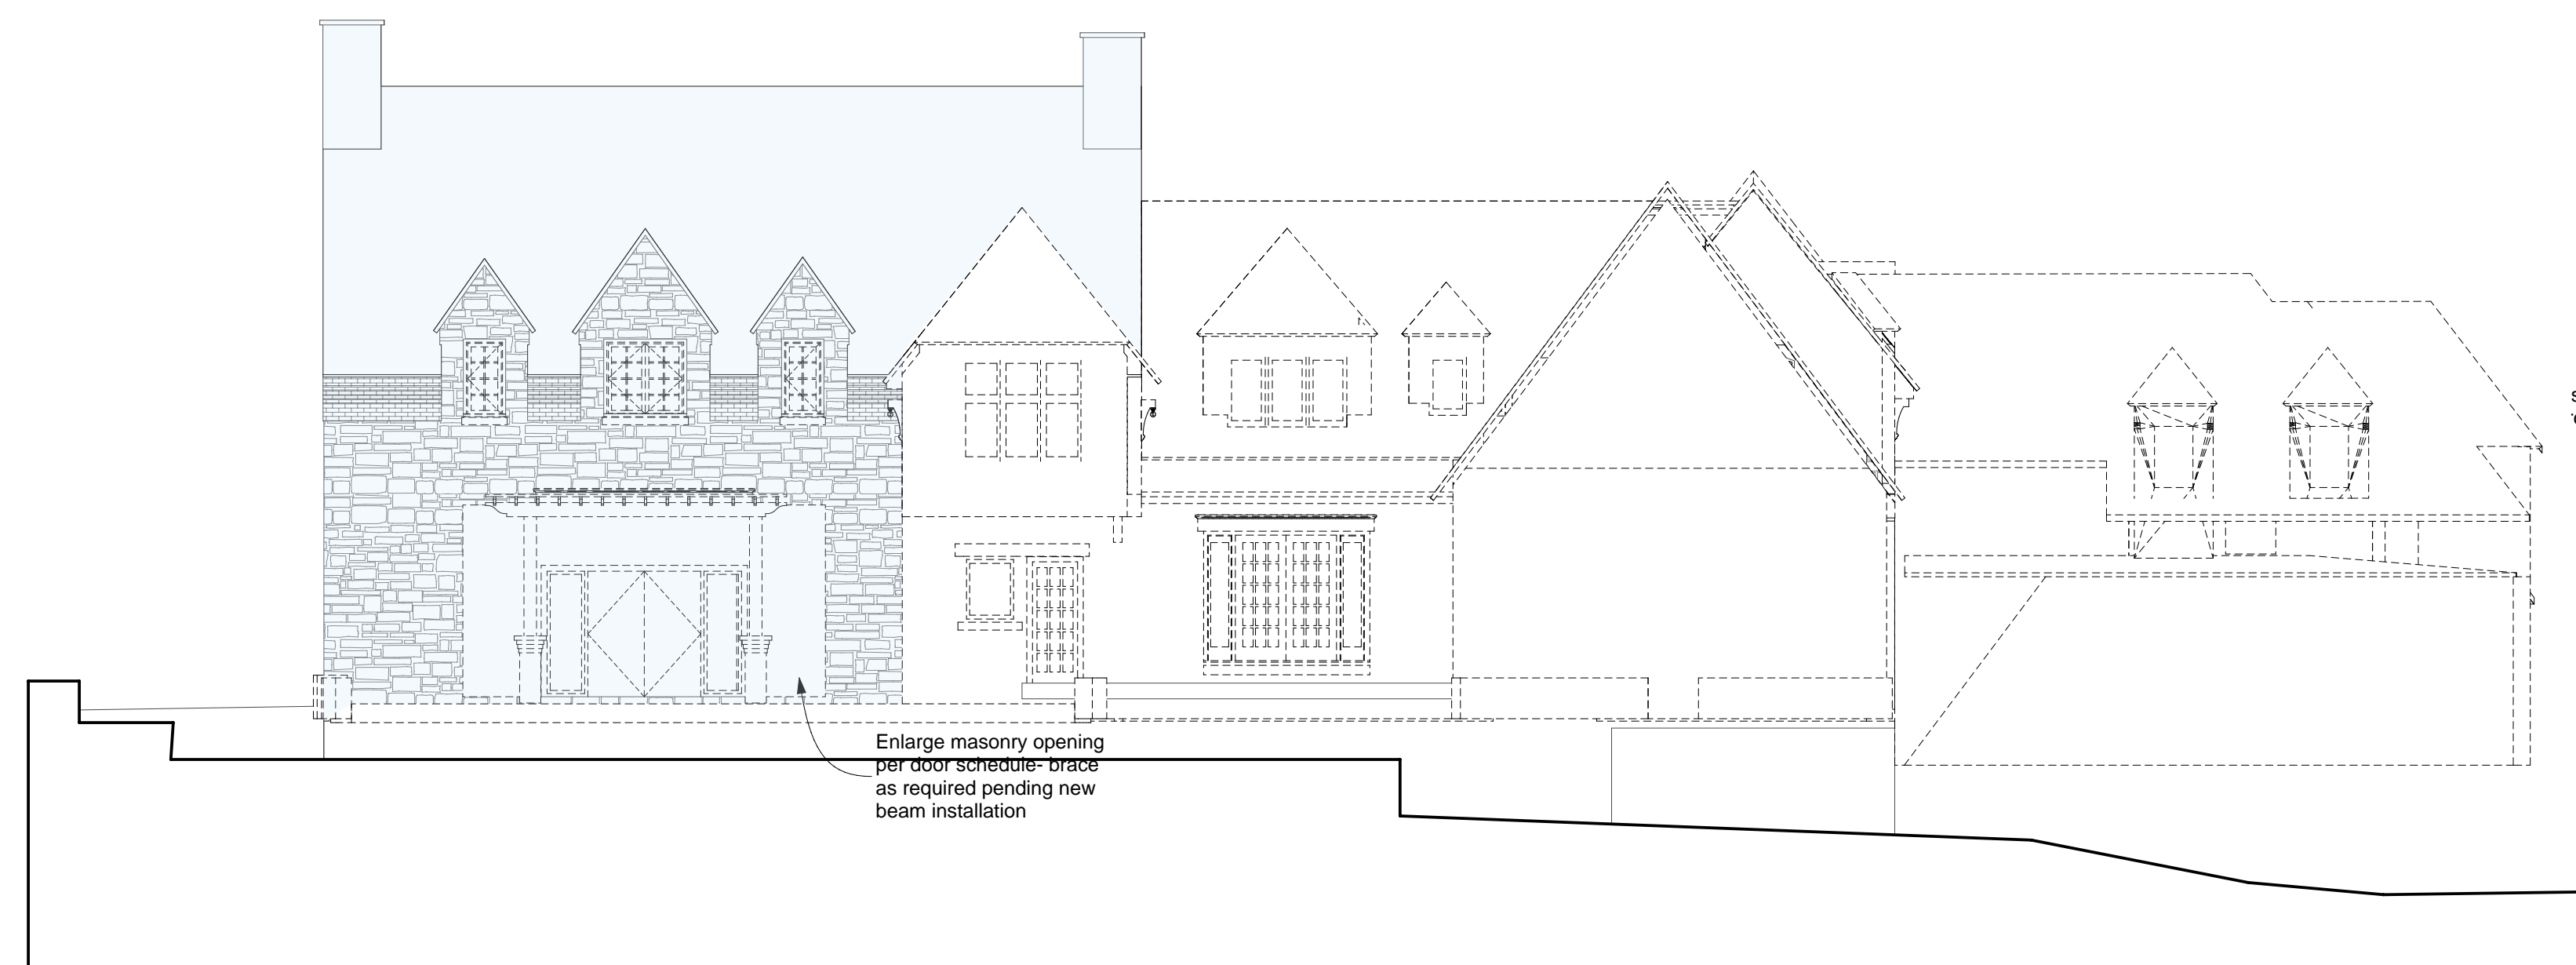 Enlarge masonry opening
per door schedule- brace
as required pending new
beam installation